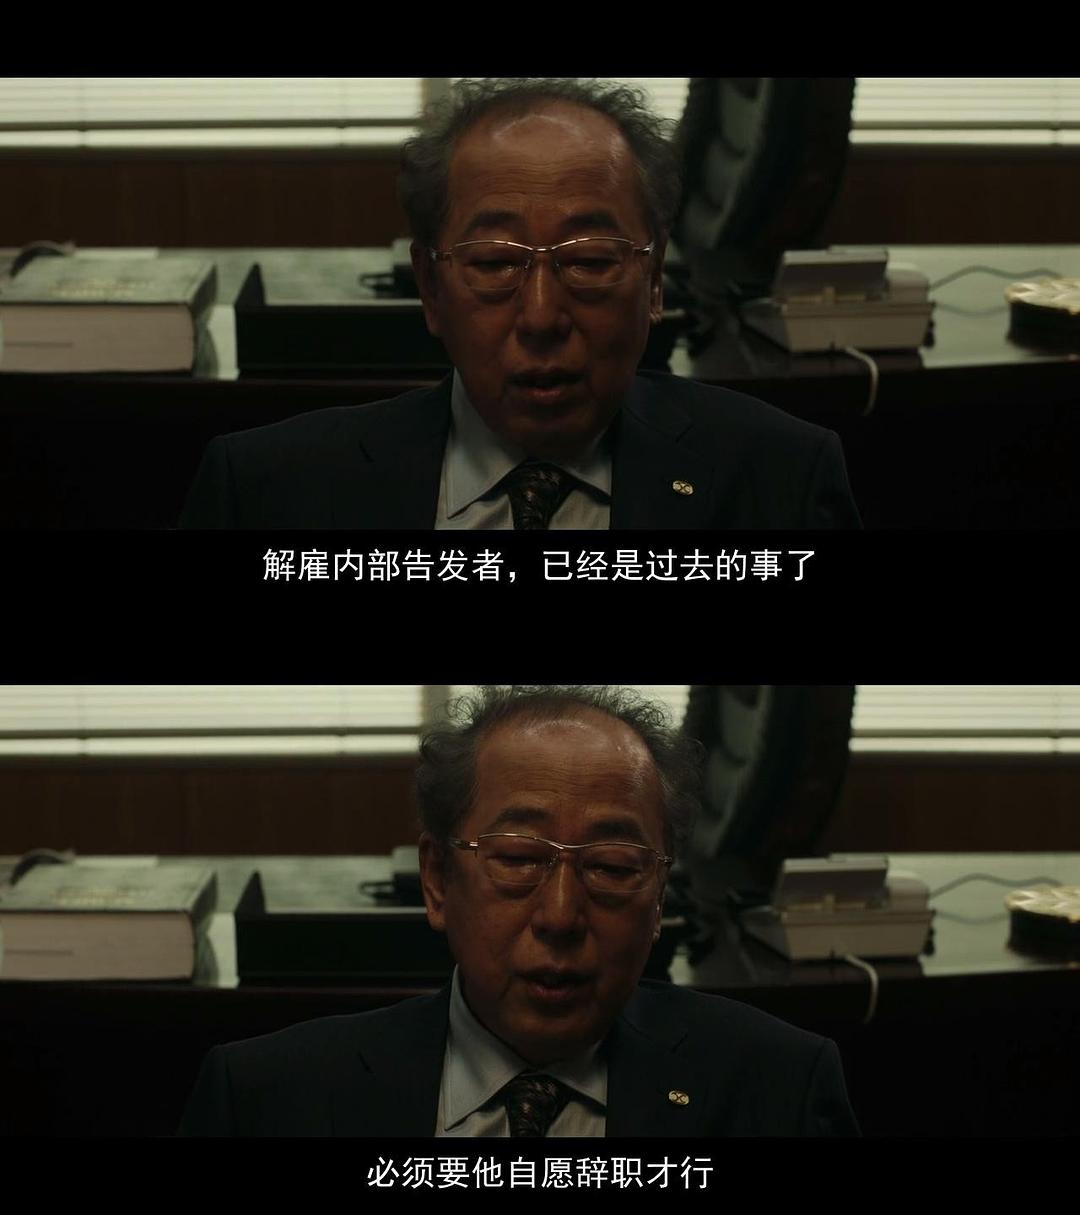 解雇内部告发者，已经是过去的事了
必须要他自愿辞职才行